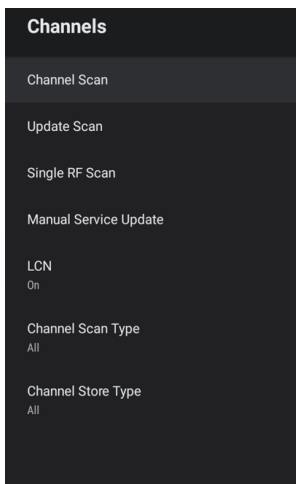 Channels
Channel Scan
Update Scan
Single RF Scan
Manual Service Update
LCN
On
Channel Scan Type
All
Channel Store Type
All